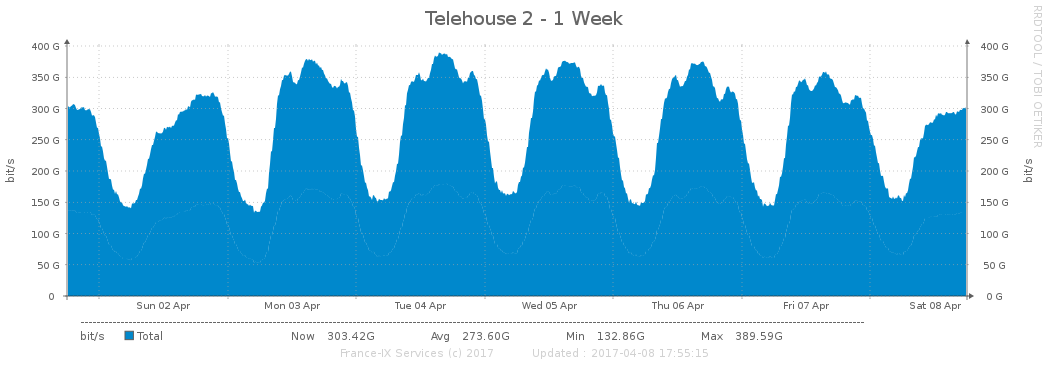 Telehouse 2 - 1 Week
RRDTOOL / TOBI OETIKER
400 G 400 G
350 G 350 G
300 G 300 G
250 G 250 G
200 G 200 G
150 G 150 G
100 G 100 G
50 G 50 G
0 0 G
bit/s
bit/s
Sun 02 Apr Mon 03 Apr Tue 04 Apr Wed 05 Apr Thu 06 Apr Fri 07 Apr Sat 08 Apr
bit/s Total Now 303.42G Avg 273.60G Min 132.86G Max 389.59G
France-IX Services (c) 2017 Updated : 2017-04-08 17:55:15